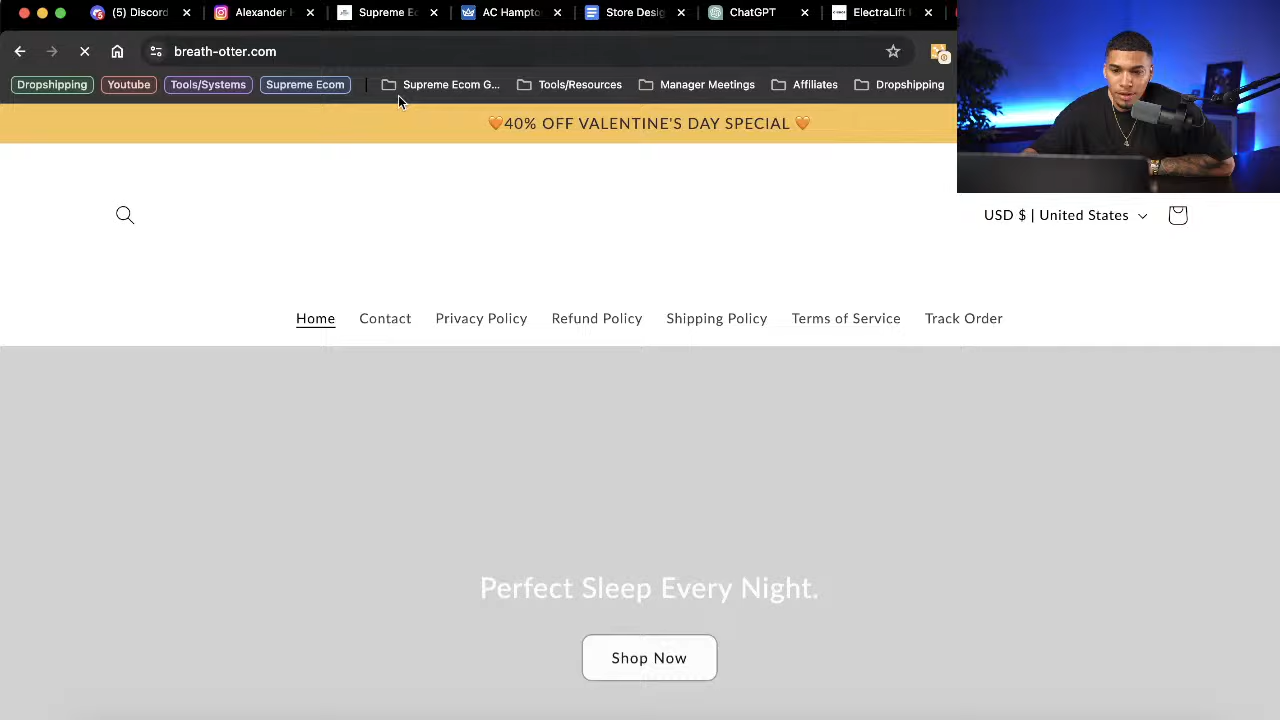 (5) Discord
Alexander
Supreme Ec
AC Hampto
Store Desig
ChatGPT
ElectraLift
breath-otter.com
Dropshipping
Youtube
Tools/Systems
Supreme Ecom
Supreme Ecom G...
Tools/Resources
Manager Meetings
Affiliates
Dropshipping
🧡40% OFF VALENTINE'S DAY SPECIAL 🧡
USD $ | United States
Home
Contact
Privacy Policy
Refund Policy
Shipping Policy
Terms of Service
Track Order
Perfect Sleep Every Night.
Shop Now